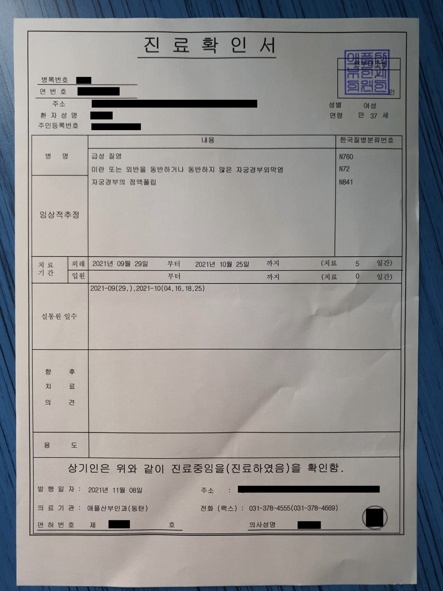 진료확인서
병록번호
연 번 호
주소
성별 여성
환 자 성 명
연령 만 37 세
주민등록번호
내용 한국질병분류번호
병 명 급성 질염 N760
미란 또는 외반을 동반하거나 동반하지 않은 자궁경부외막염 N72
자궁경부의 점액폴립 N841
임상적추정
치료기간 외래 2021년 09월 29일 부터 2021년 10월 25일 까지 (치료 5 일간)
입원 부터 까지 (치료 0 일간)
실통원 일수 2021-09(29,),2021-10(04,16,18,25)
향 후
치 료
의 견
용 도
상기인은 위와 같이 진료중임을(진료하였음)을 확인함.
발 행 일 자 : 2021년 11월 08일 주소 :
의 료 기 관 : 애플산부인과(동탄) 전화 (팩스) : 031-378-4555(031-378-4669)
면 허 번 호 제 호 의사성명